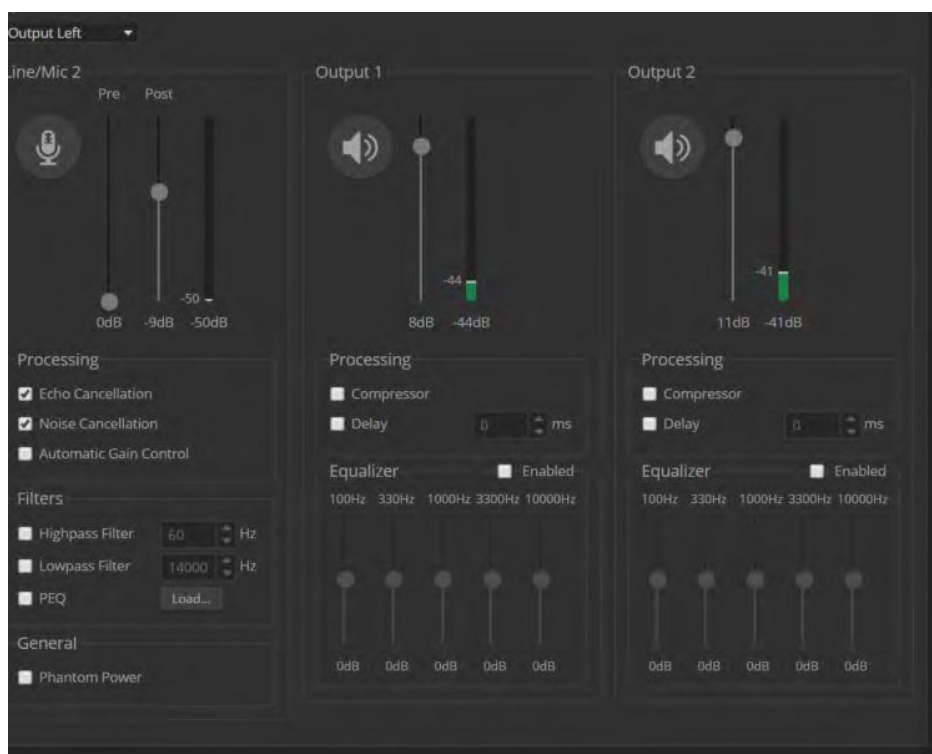 Output Left
Line/Mic 2
Pre Post
-50
0dB -9dB -50dB
Processing
Echo Cancellation
Noise Cancellation
Automatic Gain Control
Filters
Highpass Filter 60 Hz
Lowpass Filter 14000 Hz
PEQ Load...
General
Phantom Power
Output 1
-44
8dB -44dB
Processing
Compressor
Delay 0 ms
Equalizer Enabled
100Hz 330Hz 1000Hz 3300Hz 10000Hz
0dB 0dB 0dB 0dB 0dB
Output 2
-41
11dB -41dB
Processing
Compressor
Delay 0 ms
Equalizer Enabled
100Hz 330Hz 1000Hz 3300Hz 10000Hz
0dB 0dB 0dB 0dB 0dB